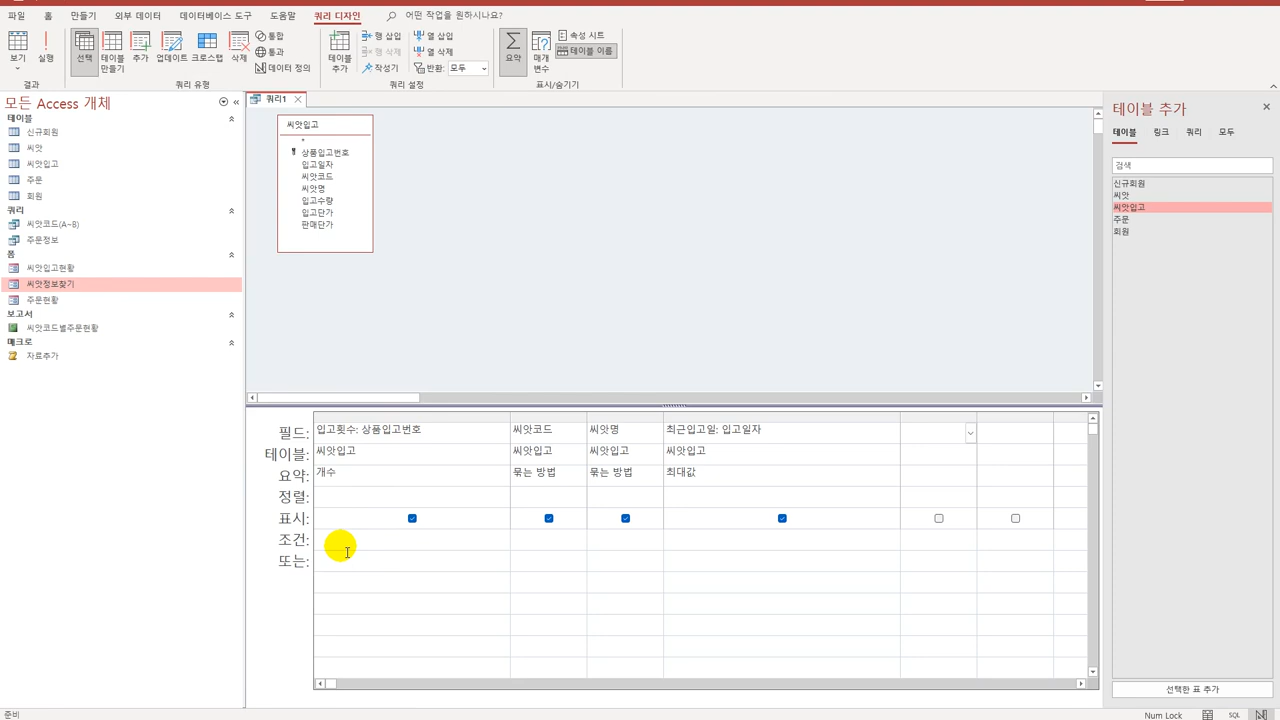 파일 홈 만들기 외부 데이터 데이터베이스 도구 도움말 쿼리 디자인 어떤 작업을 원하시나요?
보기 실행 선택 테이블 만들기 추가 업데이트 크로스탭 삭제 통합 통과 데이터 정의 테이블 추가 행 삽입 행 삭제 작성기 열 삽입 열 삭제 반환: 모두 요약 매개 변수 속성 시트 테이블 이름
결과 쿼리 유형 쿼리 설정 표시/숨기기
모든 Access 개체
테이블
신규회원
씨앗
씨앗입고
주문
회원
쿼리
씨앗코드(A~B)
주문정보
폼
씨앗입고현황
씨앗정보찾기
주문현황
보고서
씨앗코드별주문현황
매크로
자료추가
쿼리1
씨앗입고
*
상품입고번호
입고일자
씨앗코드
씨앗명
입고수량
입고단가
판매단가
필드: 입고횟수: 상품입고번호 씨앗코드 씨앗명 최근입고일: 입고일자
테이블: 씨앗입고 씨앗입고 씨앗입고 씨앗입고
요약: 개수 묶는 방법 묶는 방법 최대값
정렬:
표시:
조건:
또는:
테이블 추가
테이블 링크 쿼리 모두
검색
신규회원
씨앗
씨앗입고
주문
회원
선택한 표 추가
준비 Num Lock SQL